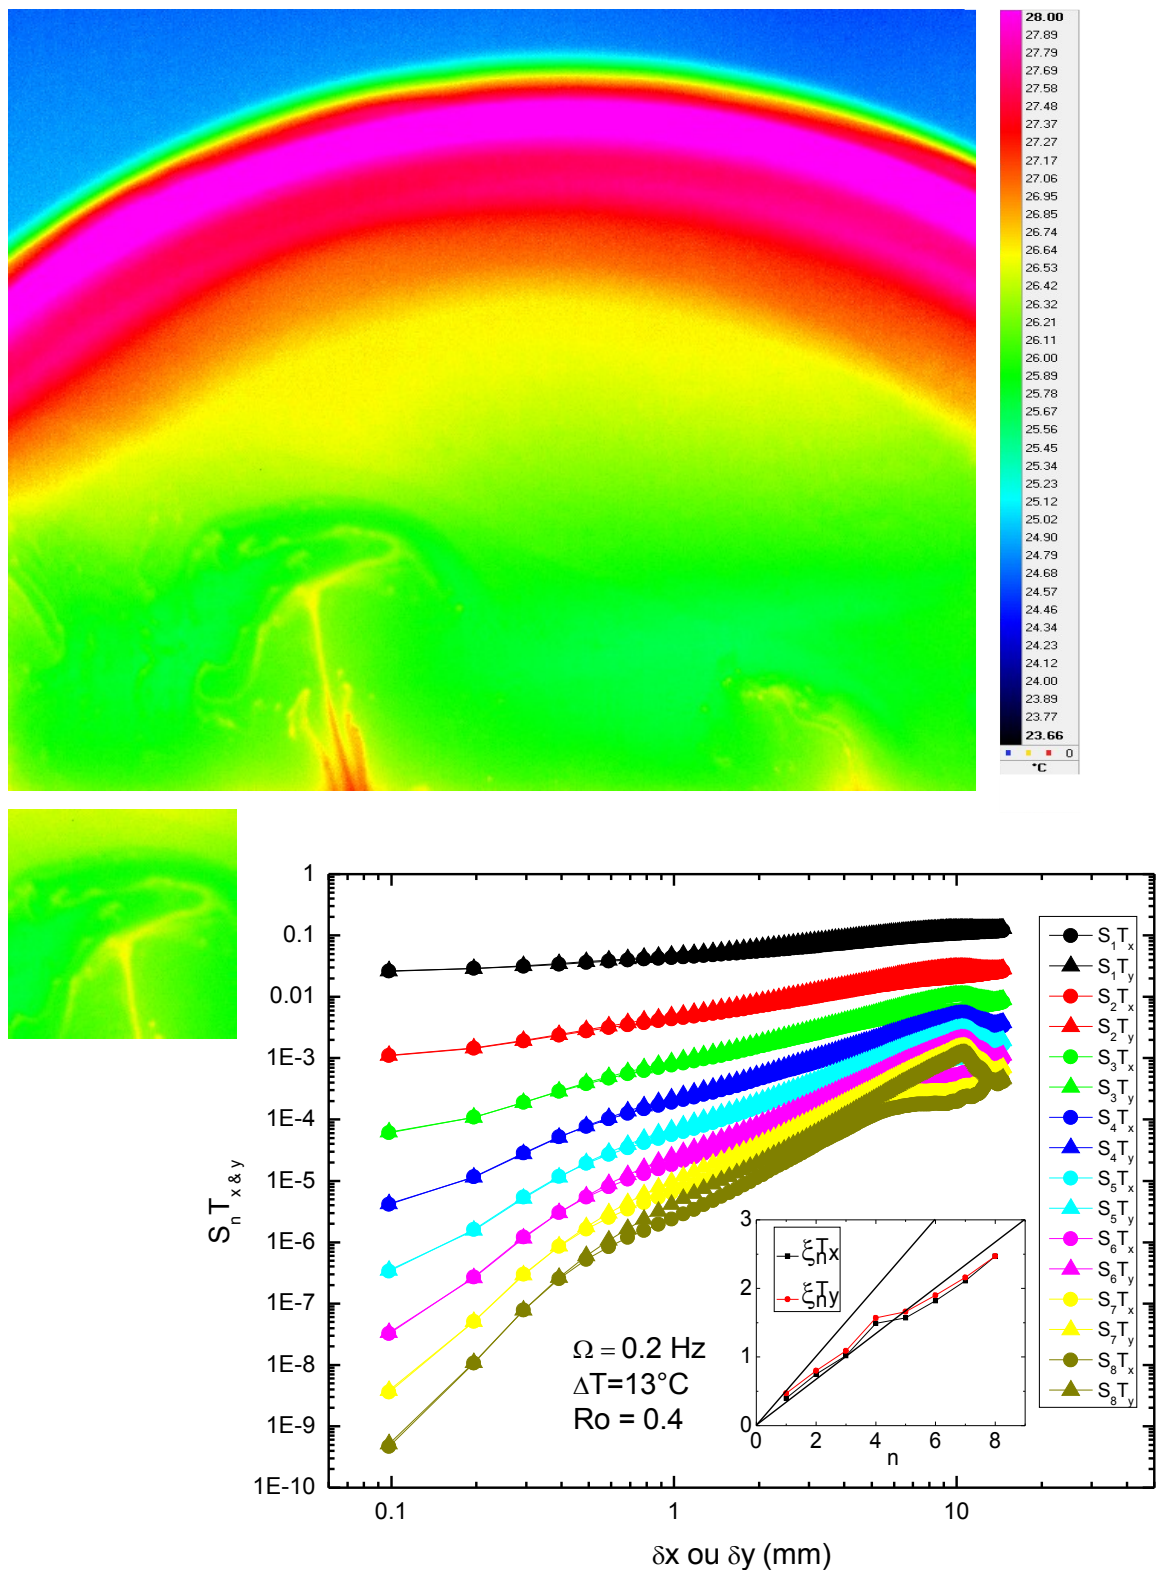 28.00
27.89
27.79
27.69
27.58
27.48
27.37
27.27
27.17
27.06
26.95
26.85
26.74
26.64
26.53
26.42
26.32
26.21
26.11
26.00
25.89
25.78
25.67
25.56
25.45
25.34
25.23
25.12
25.02
24.90
24.79
24.68
24.57
24.46
24.34
24.23
24.12
24.00
23.89
23.77
23.66
0
°C
1
0.1
0.01
1E-3
1E-4
1E-5
1E-6
1E-7
1E-8
1E-9
1E-10
SnTx & y
0.1
1
10
δx ou δy (mm)
Ω = 0.2 Hz
ΔT=13°C
Ro = 0.4
3
2
1
0
0
2
4
6
8
n
ξnTx
ξnTy
S1Tx
S1Ty
S2Tx
S2Ty
S3Tx
S3Ty
S4Tx
S4Ty
S5Tx
S5Ty
S6Tx
S6Ty
S7Tx
S7Ty
S8Tx
S8Ty